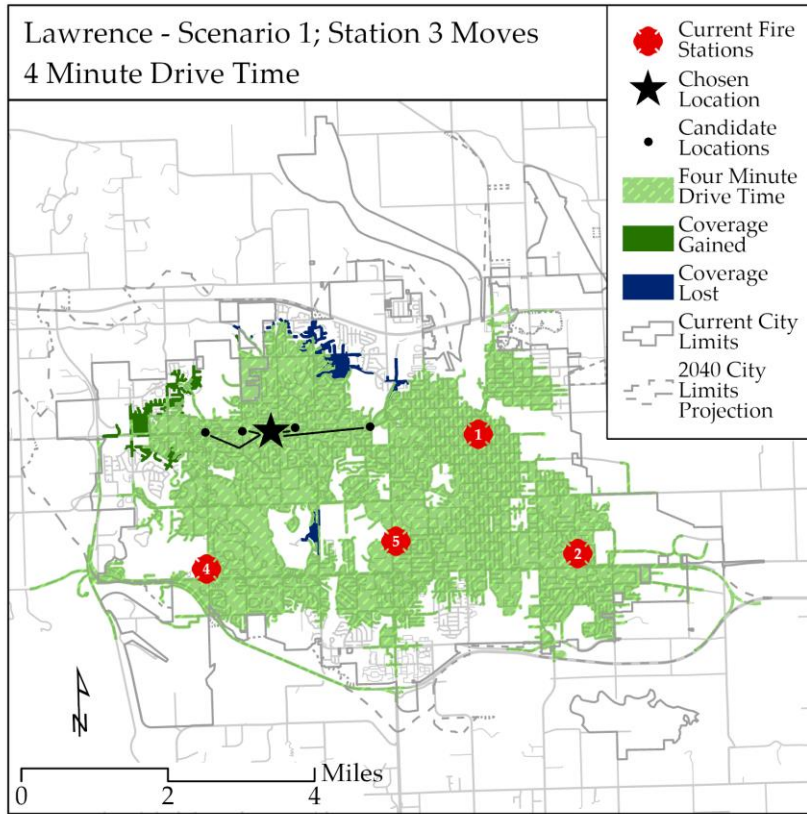 Lawrence - Scenario 1; Station 3 Moves
4 Minute Drive Time
Current Fire
Stations
Chosen
Location
Candidate
Locations
Four Minute
Drive Time
Coverage
Gained
Coverage
Lost
Current City
Limits
2040 City
Limits
Projection
1
5
2
4
N
Miles
0 2 4